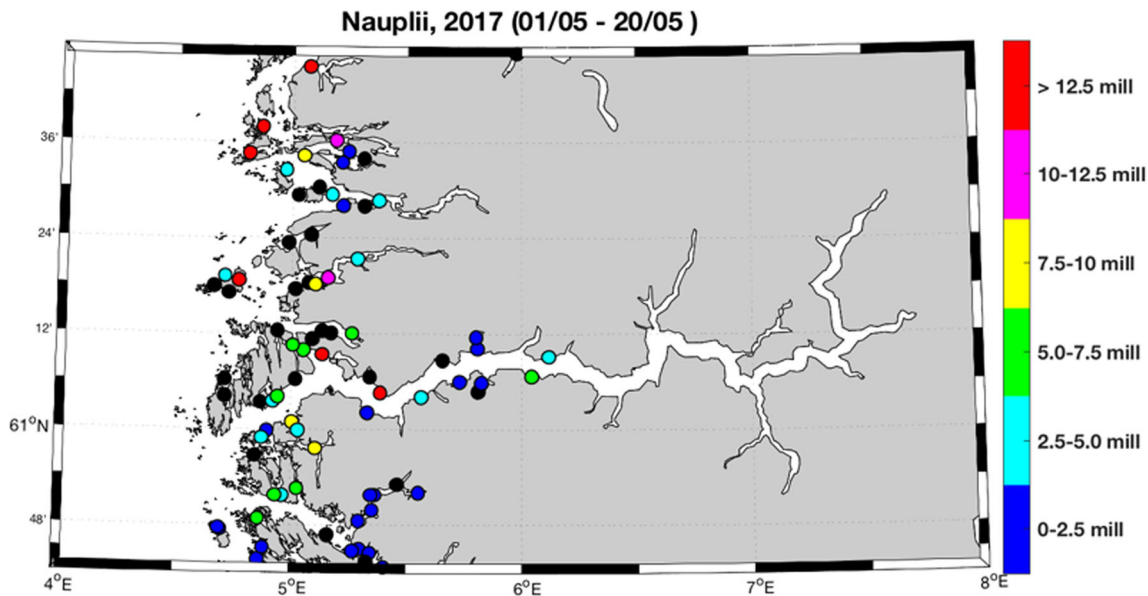 Nauplii, 2017 (01/05 - 20/05 )
36'
24'
12'
61°N
48'
4°E
5°E
6°E
7°E
8°E
> 12.5 mill
10-12.5 mill
7.5-10 mill
5.0-7.5 mill
2.5-5.0 mill
0-2.5 mill